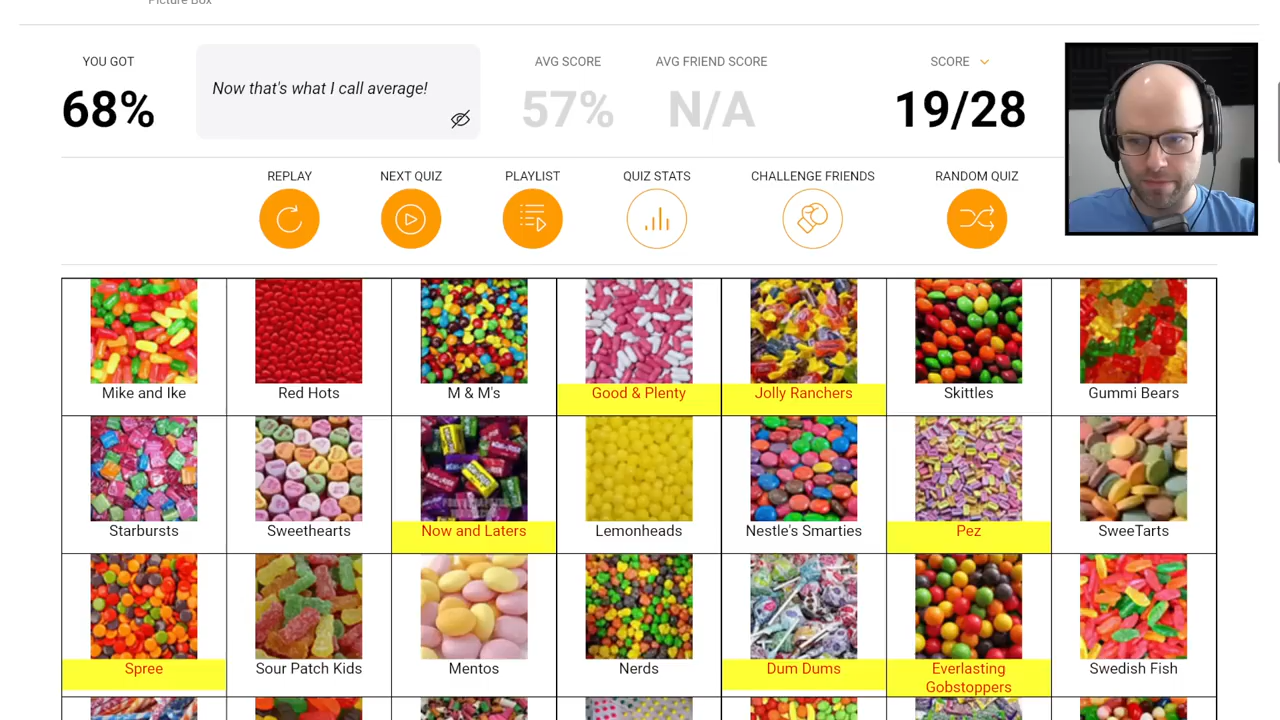 Picture Box
YOU GOT
68%
Now that's what I call average!
AVG SCORE
57%
AVG FRIEND SCORE
N/A
SCORE
19/28
REPLAY
NEXT QUIZ
PLAYLIST
QUIZ STATS
CHALLENGE FRIENDS
RANDOM QUIZ
Mike and Ike
Red Hots
M & M's
Good & Plenty
Jolly Ranchers
Skittles
Gummi Bears
Starbursts
Sweethearts
Now and Laters
Lemonheads
Nestle's Smarties
Pez
SweeTarts
Spree
Sour Patch Kids
Mentos
Nerds
Dum Dums
Everlasting
Gobstoppers
Swedish Fish